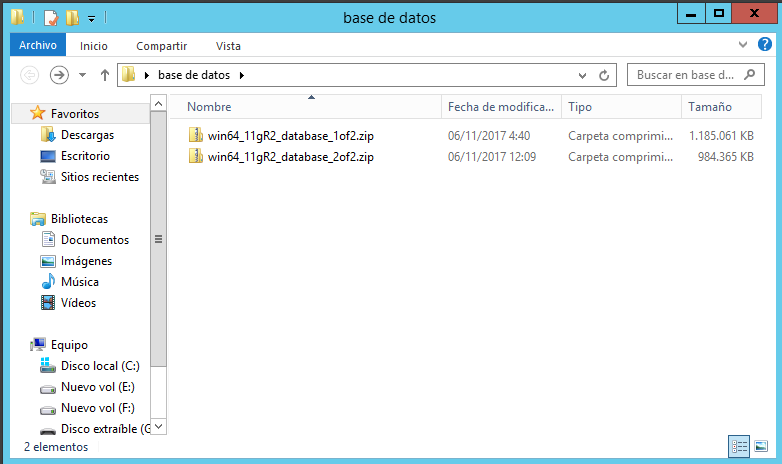 base de datos
Archivo Inicio Compartir Vista
base de datos Buscar en base d...
Nombre Fecha de modifica... Tipo Tamaño
Favoritos
Descargas
Escritorio
Sitios recientes
Bibliotecas
Documentos
Imágenes
Música
Vídeos
Equipo
Disco local (C:)
Nuevo vol (E:)
Nuevo vol (F:)
Disco extraíble (G
win64_11gR2_database_1of2.zip 06/11/2017 4:40 Carpeta comprimi... 1.185.061 KB
win64_11gR2_database_2of2.zip 06/11/2017 12:09 Carpeta comprimi... 984.365 KB
2 elementos